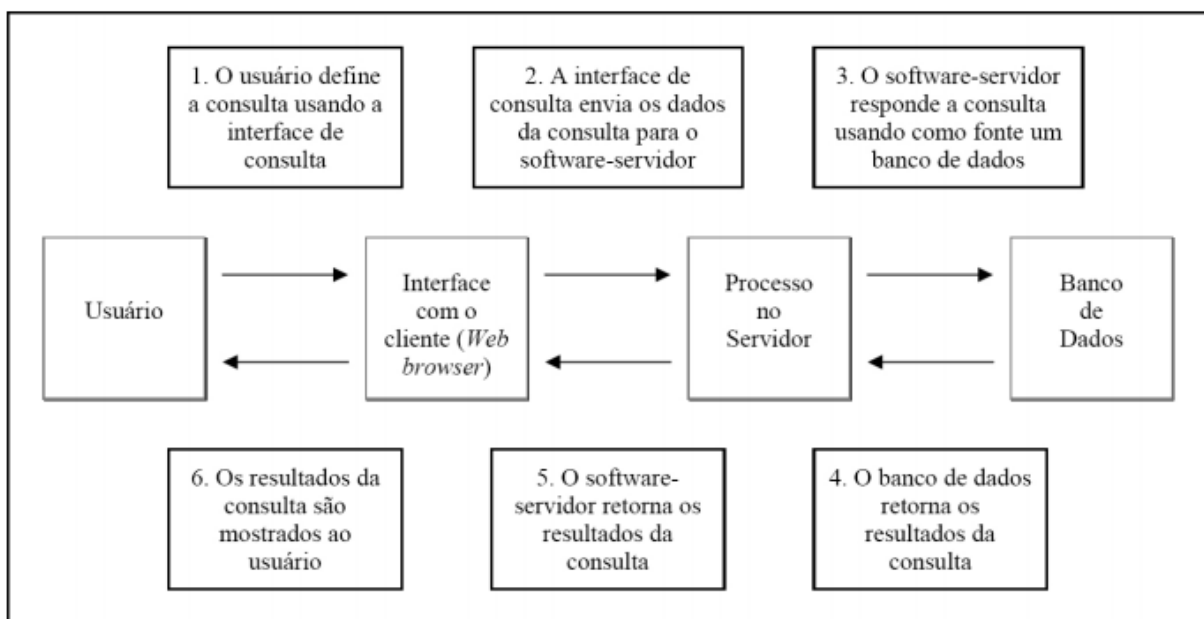 1. O usuário define
a consulta usando a
interface de
consulta
2. A interface de
consulta envia os dados
da consulta para o
software-servidor
3. O software-servidor
responde a consulta
usando como fonte um
banco de dados
Usuário
Interface
com o
cliente (Web
browser)
Processo
no
Servidor
Banco
de
Dados
6. Os resultados da
consulta são
mostrados ao
usuário
5. O software-
servidor retorna os
resultados da
consulta
4. O banco de dados
retorna os
resultados da
consulta